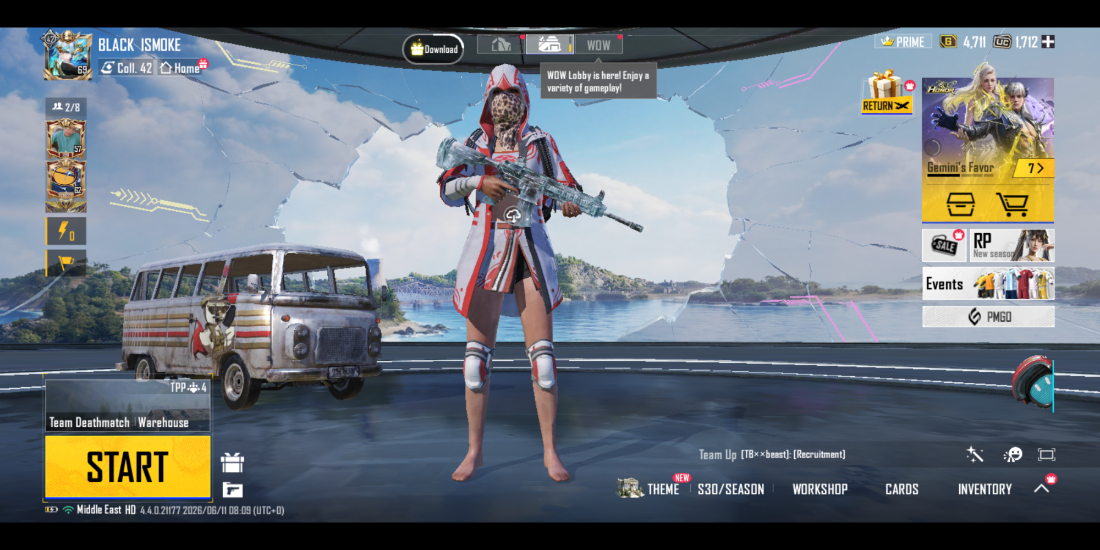 BLACK ISMOKE
69
Coll. 42
Home
Download
WOW
WOW Lobby is here! Enjoy a
variety of gameplay!
PRIME
G 4,711
UC 1,712
2/8
57
62
0
RETURN
HONOR
Gemini's Favor
7
SALE
RP
New season
Events
PMGO
TPP 4
Team Deathmatch
Warehouse
START
Team Up [TB××beast]: [Recruitment]
THEME
NEW
S30/SEASON
WORKSHOP
CARDS
INVENTORY
Middle East HD 4.4.0.21177 2026/06/11 08:09 (UTC+0)